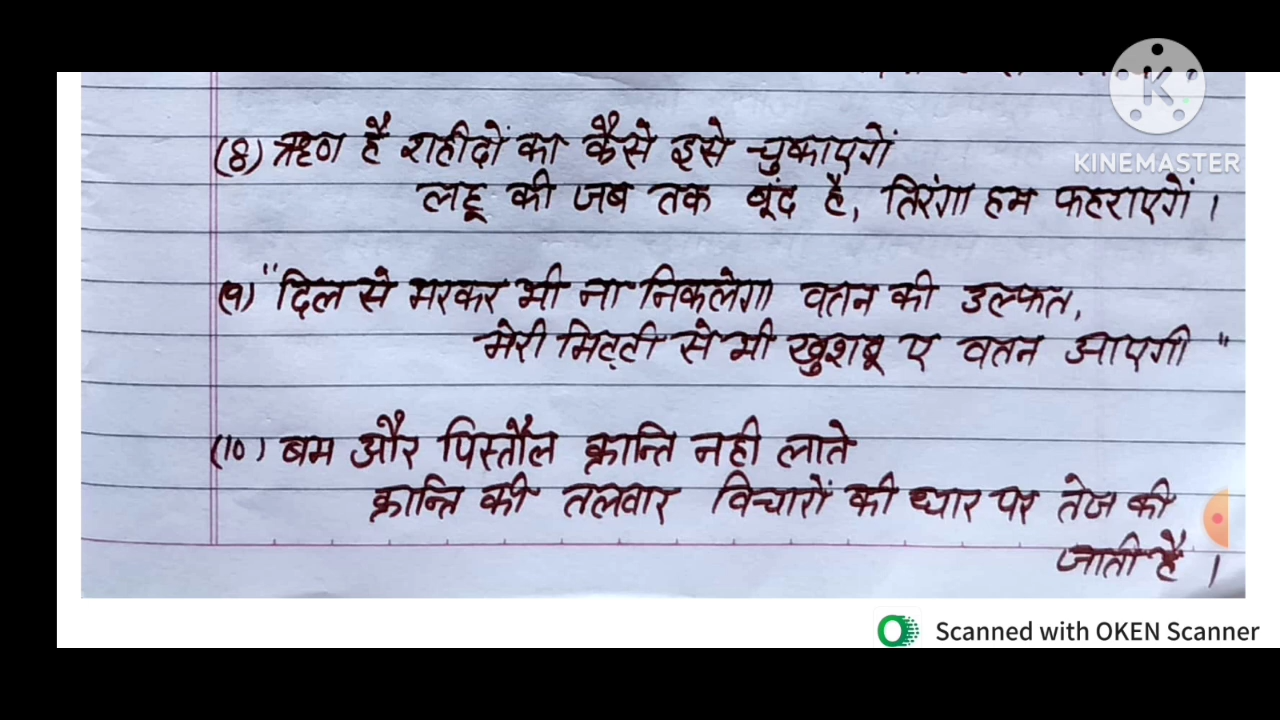 K
KINEMASTER
(8) ऋण है शहीदों का कैसे इसे चुकाएगें
लहू की जब तक बूंद है, तिरंगा हम फहराएगें।
(9) "दिल से मरकर भी ना निकलेगा वतन की उल्फत,
मेरी मिट्टी से भी खुशबू ए वतन आएगी"
(10) बम और पिस्तौल क्रान्ति नही लाते
क्रान्ति की तलवार विचारों की धार पर तेज की
जाती है।
Scanned with OKEN Scanner